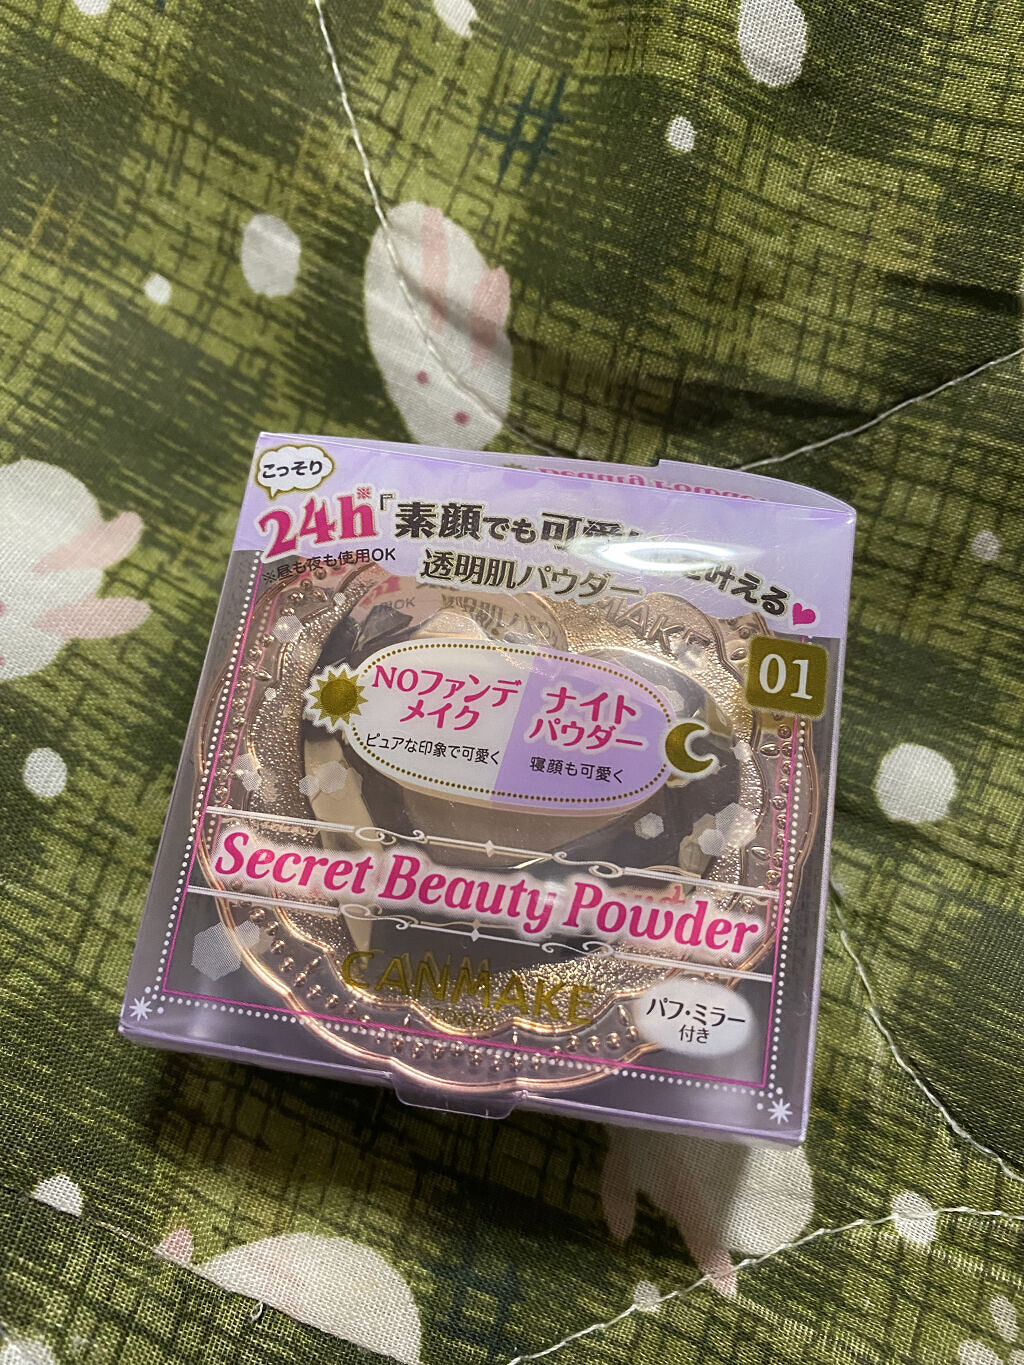 こっそり
24h※『素顔でも可愛
叶える
※昼も夜も使用OK
透明肌パウダー
01
NOファンデ
メイク
ピュアな印象で可愛く
ナイト
パウダー
寝顔も可愛く
Secret Beauty Powder
CANMAKE
TOKYO
パフ・ミラー
付き